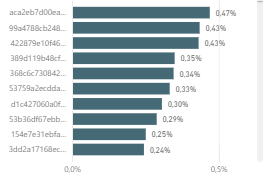 aca2eb7d00ea... 0,47%
99a4788cb248... 0,43%
422879e10f46... 0,43%
389d119b48cf... 0,35%
368c6c730842... 0,34%
53759a2ecdda... 0,33%
d1c427060a0f... 0,30%
53b36df67ebb... 0,29%
154e7e31ebfa... 0,25%
3dd2a17168ec... 0,24%
0,0% 0,5%